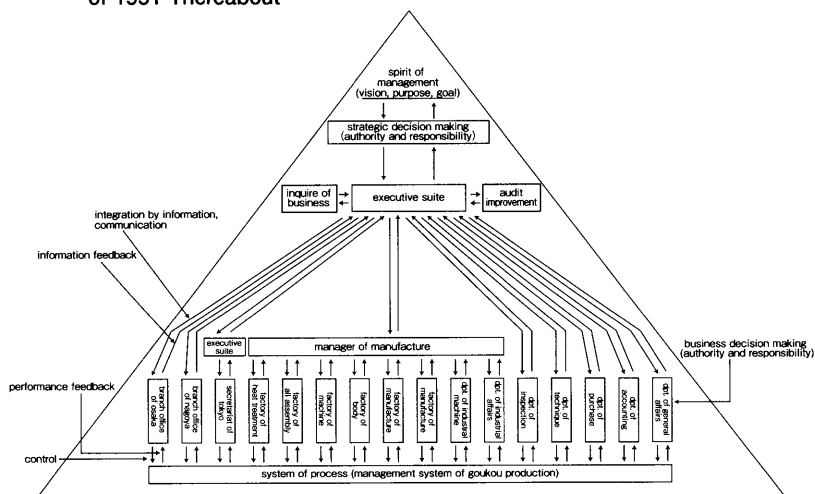 of 1951 Thereabout
spirit of
management
(vision, purpose, goal)
strategic decision making
(authority and responsibility)
inquire of
business
executive suite
audit
improvement
integration by information,
communication
information feedback
executive
suite
manager of manufacture
business decision making
(authority and responsibility)
performance feedback
branch office
of osaka
branch office
of nagoya
secretariat of
tokyo
factory of
heat treatment
factory of
all assembly
factory of
machine
factory of
body
factory of
manufacture
factory of
manufacture
dpt. of industrial
machine
dpt. of industrial
affairs
dpt. of
inspection
dpt. of
technique
dpt. of
purchase
dpt. of
accounting
dpt. of general
affairs
control
system of process (management system of goukou production)